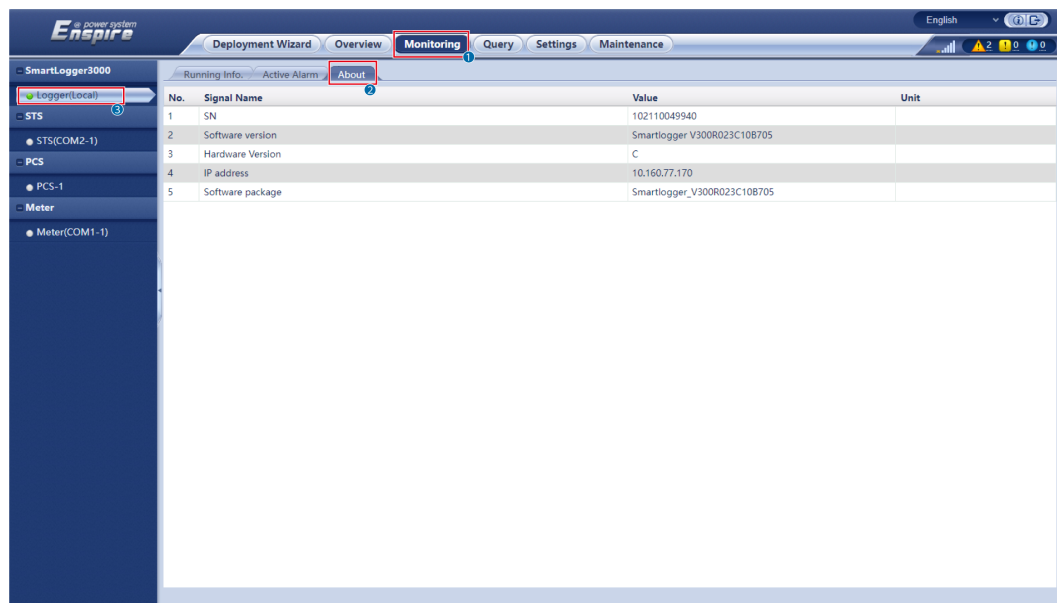 English
@ power system
Enspire
Deployment Wizard Overview Monitoring Query Settings Maintenance
1
2 0 0
SmartLogger3000
Running Info. Active Alarm About
2
Logger(Local)
3
No. Signal Name Value Unit
1 SN 102110049940
STS
2 Software version Smartlogger V300R023C10B705
STS(COM2-1)
3 Hardware Version C
PCS
4 IP address 10.160.77.170
PCS-1
5 Software package Smartlogger_V300R023C10B705
Meter
Meter(COM1-1)